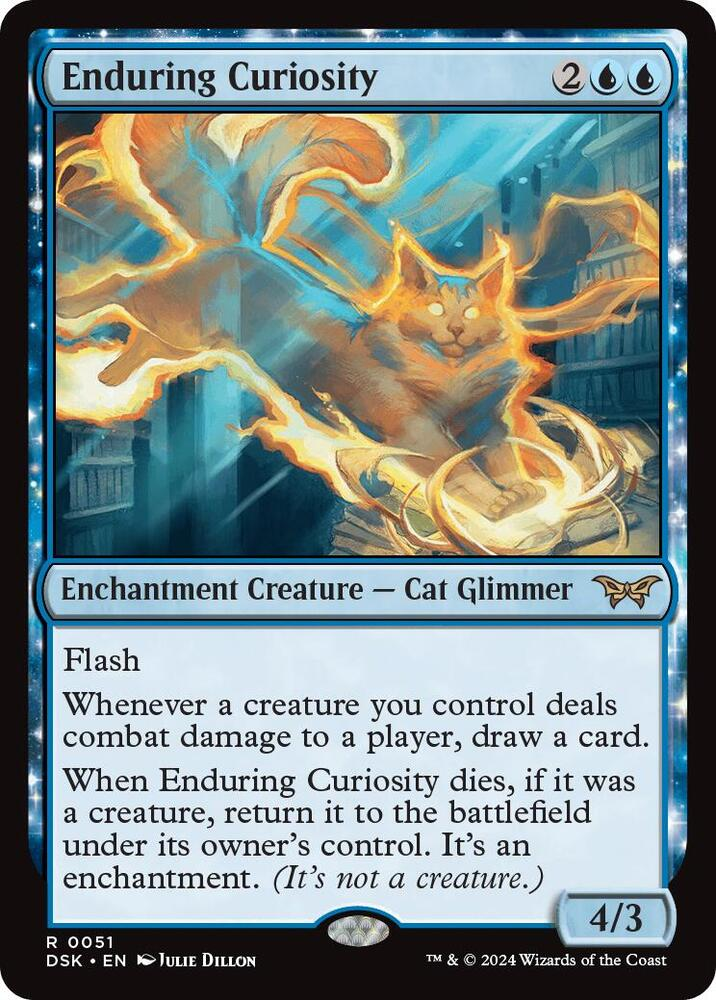 Enduring Curiosity 2
Enchantment Creature — Cat Glimmer
Flash
Whenever a creature you control deals
combat damage to a player, draw a card.
When Enduring Curiosity dies, if it was
a creature, return it to the battlefield
under its owner's control. It's an
enchantment. (It's not a creature.)
4/3
R 0051
DSK • EN JULIE DILLON
™ & © 2024 Wizards of the Coast